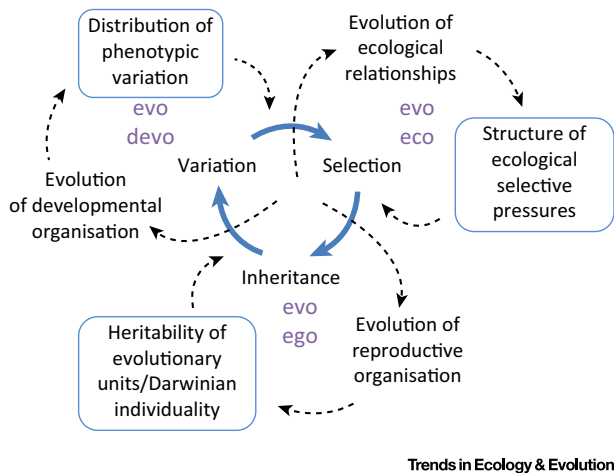 Distribution of
phenotypic
variation
Evolution of
ecological
relationships
evo
devo
evo
eco
Variation
Selection
Structure of
ecological
selective
pressures
Evolution
of developmental
organisation
Inheritance
evo
ego
Heritability of
evolutionary
units/Darwinian
individuality
Evolution of
reproductive
organisation
Trends in Ecology & Evolution